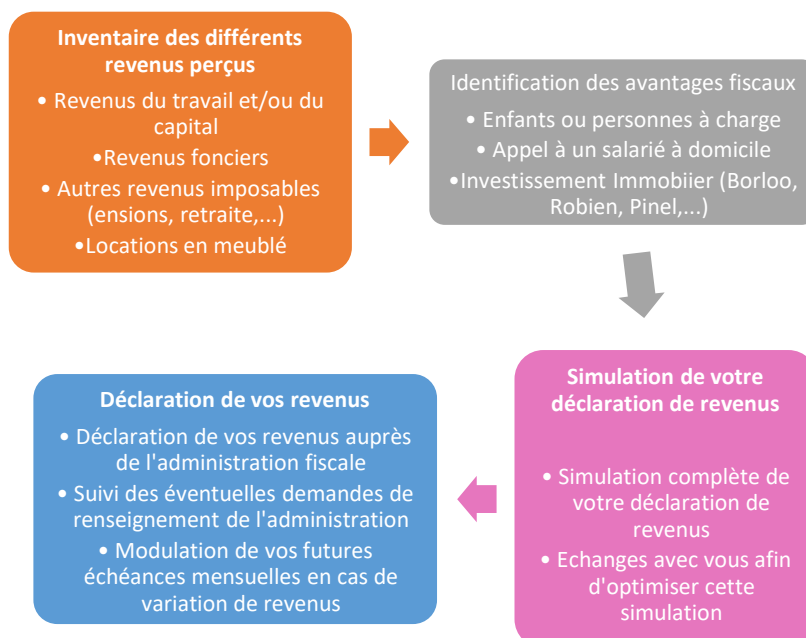 Inventaire des différents
revenus perçus
• Revenus du travail et/ou du
capital
•Revenus fonciers
• Autres revenus imposables
(ensions, retraite,...)
•Locations en meublé
Identification des avantages fiscaux
• Enfants ou personnes à charge
• Appel à un salarié à domicile
•Investissement Immobiier (Borloo,
Robien, Pinel,...)
Simulation de votre
déclaration de revenus
• Simulation complète de
votre déclaration de
revenus
• Echanges avec vous afin
d'optimiser cette
simulation
Déclaration de vos revenus
• Déclaration de vos revenus auprès
de l'administration fiscale
• Suivi des éventuelles demandes de
renseignement de l'administration
• Modulation de vos futures
échéances mensuelles en cas de
variation de revenus